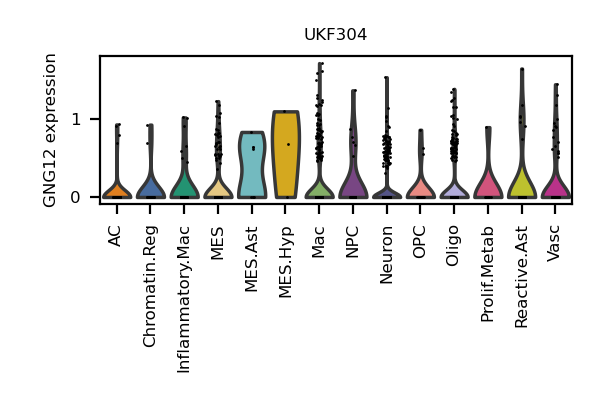 UKF304
GNG12 expression
1
0
AC
Chromatin.Reg
Inflammatory.Mac
MES
MES.Ast
MES.Hyp
Mac
NPC
Neuron
OPC
Oligo
Prolif.Metab
Reactive.Ast
Vasc